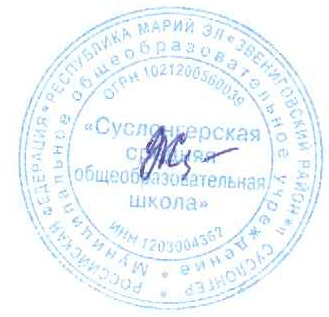 РОССИЙСКАЯ ФЕДЕРАЦИЯ * РЕСПУБЛИКА МАРИЙ ЭЛ * ЗВЕНИГОВСКИЙ РАЙОН * П СУСЛОНГЕР
* Муниципальное общеобразовательное учреждение *
ОГРН 1021200560039
«Суслонгерская
средняя
общеобразовательная
школа»
ИНН 1203004362